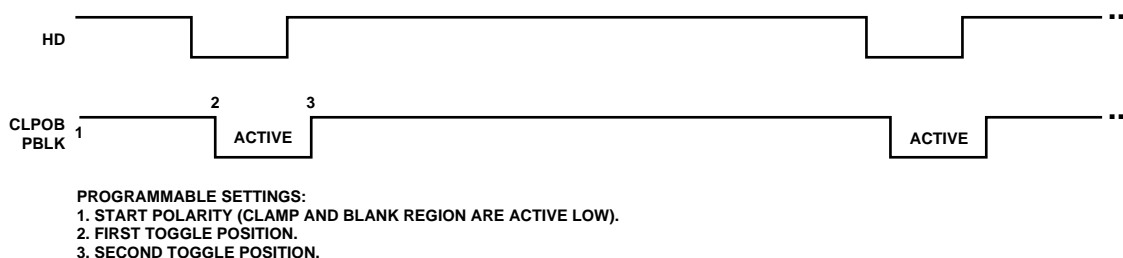 HD
2 3
CLPOB 1
PBLK
ACTIVE ACTIVE
PROGRAMMABLE SETTINGS:
1. START POLARITY (CLAMP AND BLANK REGION ARE ACTIVE LOW).
2. FIRST TOGGLE POSITION.
3. SECOND TOGGLE POSITION.